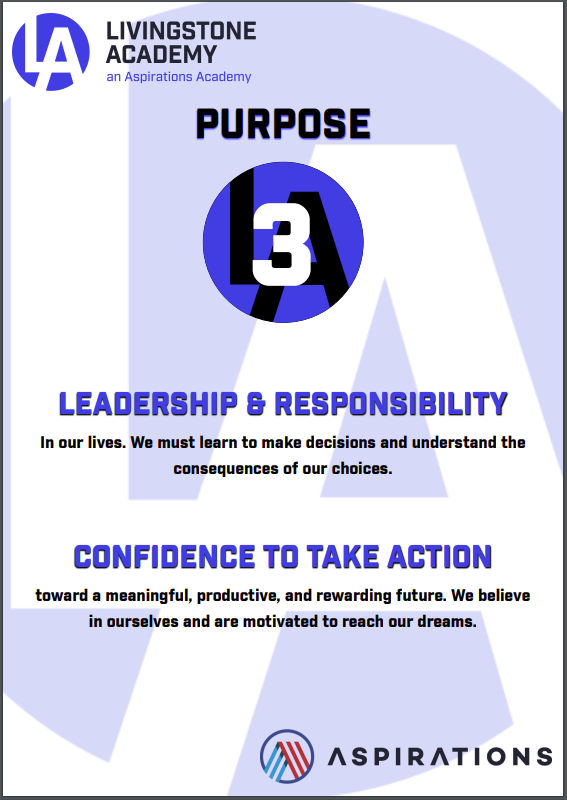 LA
LIVINGSTONE
ACADEMY
an Aspirations Academy
PURPOSE
LA
3
LEADERSHIP & RESPONSIBILITY
In our lives. We must learn to make decisions and understand the
consequences of our choices.
CONFIDENCE TO TAKE ACTION
toward a meaningful, productive, and rewarding future. We believe
in ourselves and are motivated to reach our dreams.
ASPIRATIONS